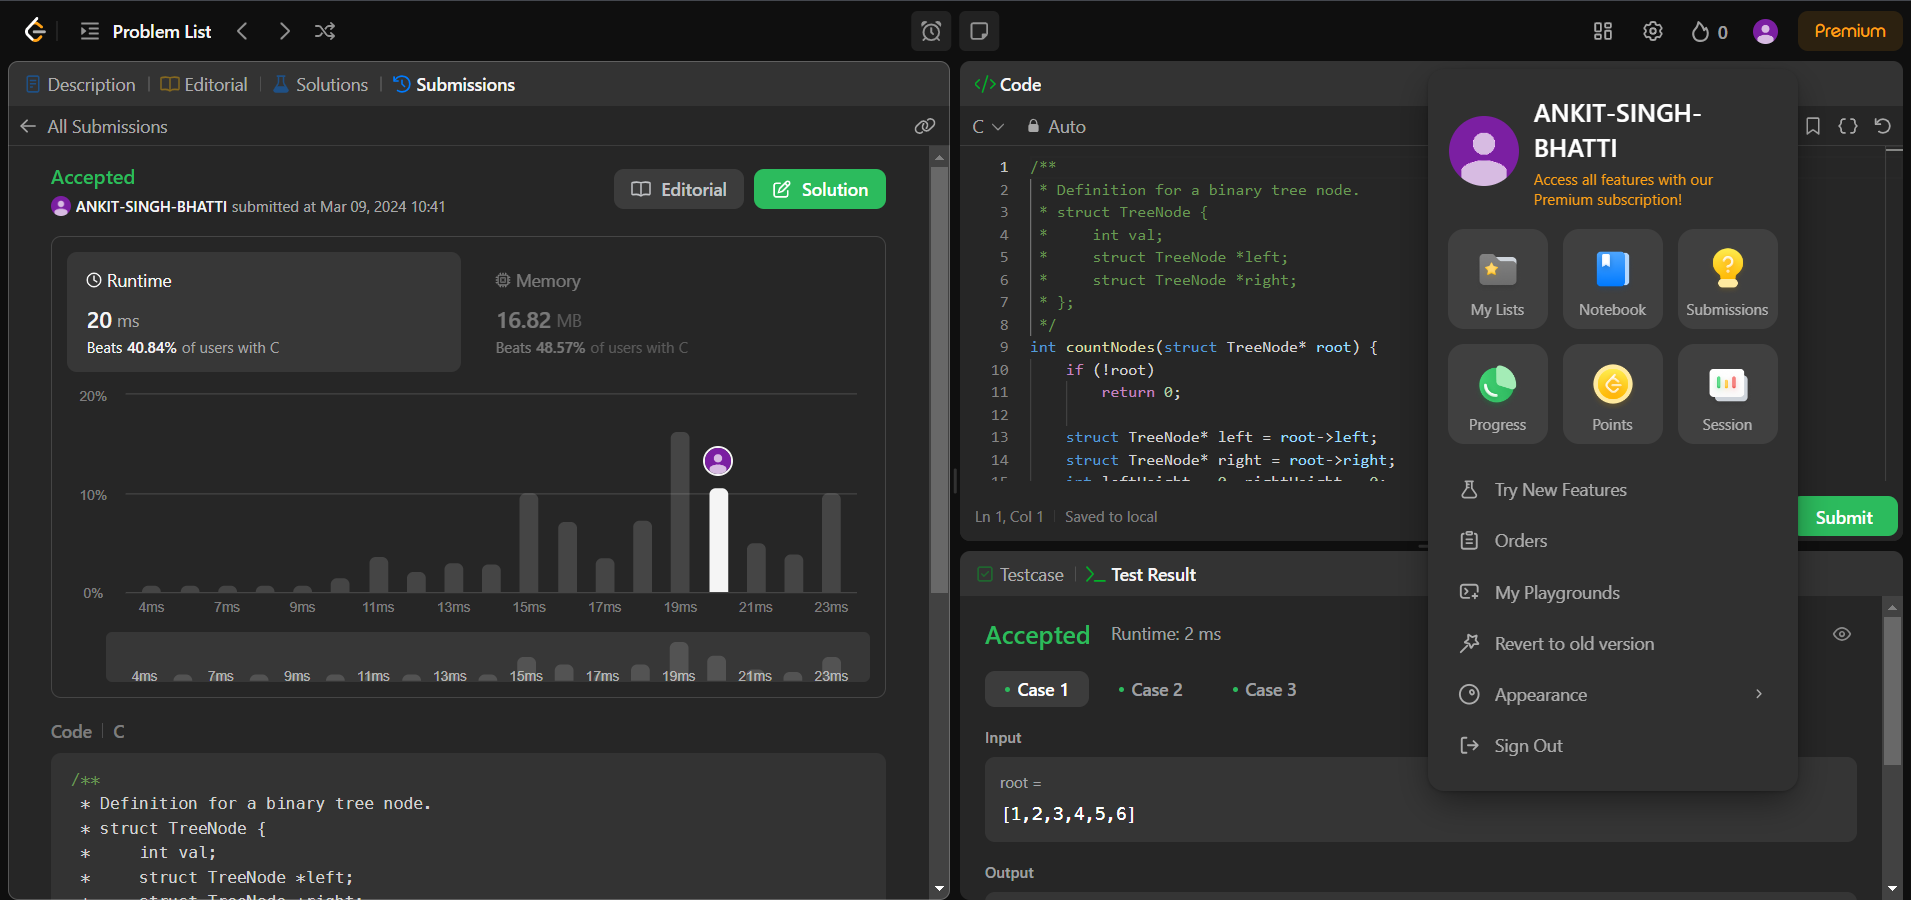 Problem List
0
Premium
Description
Editorial
Solutions
Submissions
All Submissions
Accepted
ANKIT-SINGH-BHATTI submitted at Mar 09, 2024 10:41
Editorial
Solution
Runtime
20 ms
Beats 40.84% of users with C
Memory
16.82 MB
Beats 48.57% of users with C
20%
10%
0%
4ms 7ms 9ms 11ms 13ms 15ms 17ms 19ms 21ms 23ms
4ms 7ms 9ms 11ms 13ms 15ms 17ms 19ms 21ms 23ms
Code
C
/**
* Definition for a binary tree node.
* struct TreeNode {
*     int val;
*     struct TreeNode *left;
*     struct TreeNode *right;
</> Code
C
Auto
1 /**
2 * Definition for a binary tree node.
3 * struct TreeNode {
4 *     int val;
5 *     struct TreeNode *left;
6 *     struct TreeNode *right;
7 * };
8 */
9 int countNodes(struct TreeNode* root) {
10     if (!root)
11         return 0;
12
13     struct TreeNode* left = root->left;
14     struct TreeNode* right = root->right;
15     int leftHeight = 0, rightHeight = 0;
Ln 1, Col 1
Saved to local
Submit
Testcase
Test Result
Accepted
Runtime: 2 ms
Case 1
Case 2
Case 3
Input
root =
[1,2,3,4,5,6]
Output
ANKIT-SINGH-
BHATTI
Access all features with our
Premium subscription!
My Lists
Notebook
Submissions
Progress
Points
Session
Try New Features
Orders
My Playgrounds
Revert to old version
Appearance
Sign Out